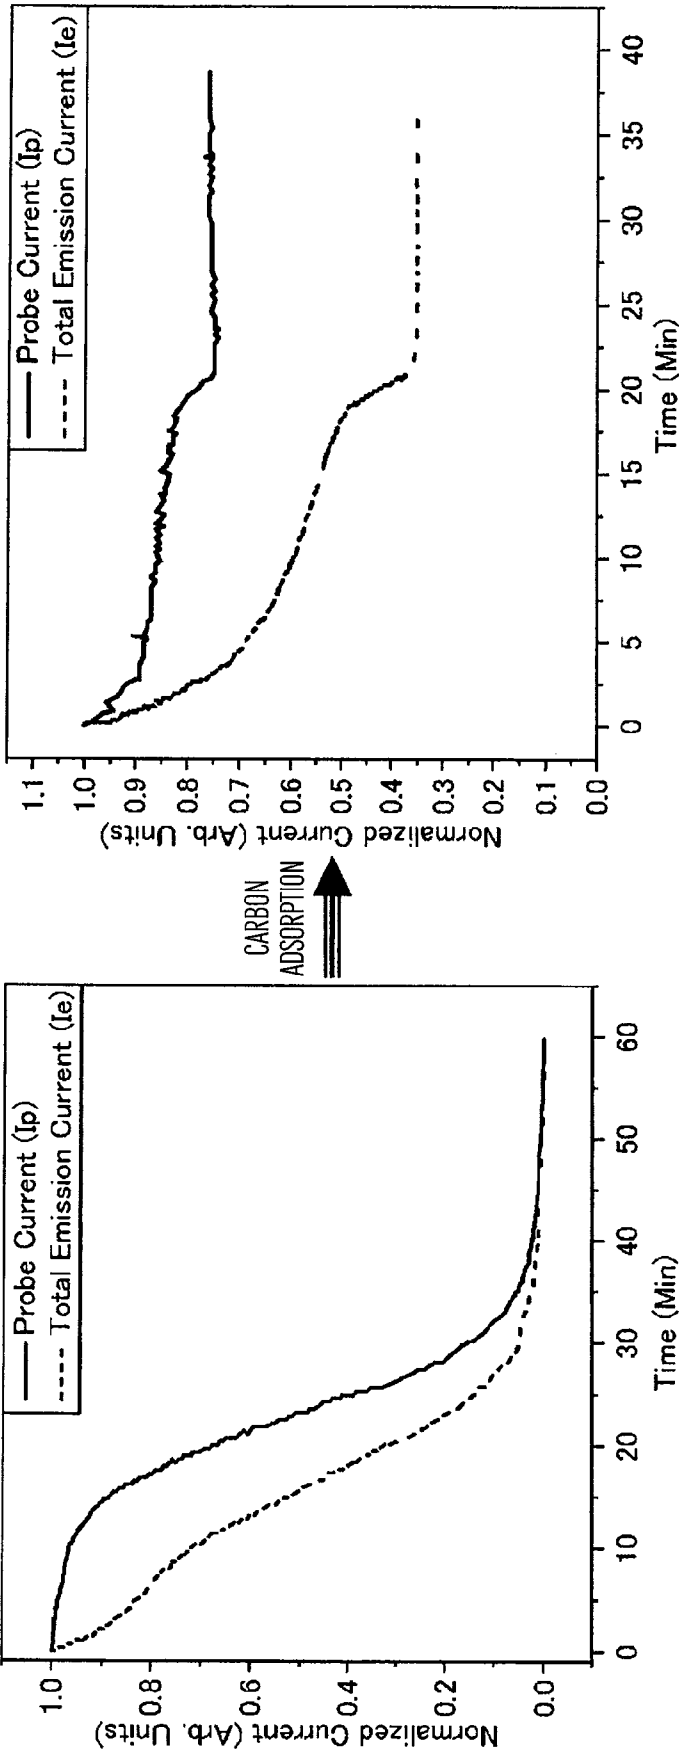 Probe Current (Ip)
Total Emission Current (Ie)
Normalized Current (Arb. Units)
1.0
0.8
0.6
0.4
0.2
0.0
0 10 20 30 40 50 60
Time (Min)
CARBON
ADSORPTION
Probe Current (Ip)
Total Emission Current (Ie)
Normalized Current (Arb. Units)
1.1
1.0
0.9
0.8
0.7
0.6
0.5
0.4
0.3
0.2
0.1
0.0
0 5 10 15 20 25 30 35 40
Time (Min)